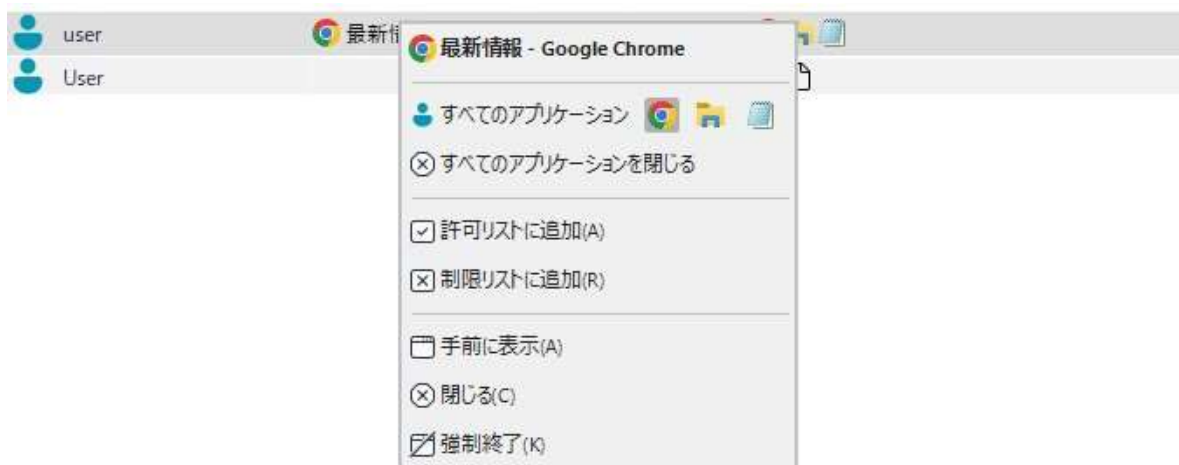 user
最新情
User
最新情報 - Google Chrome
すべてのアプリケーション
すべてのアプリケーションを閉じる
許可リストに追加(A)
制限リストに追加(R)
手前に表示(A)
閉じる(C)
強制終了(K)